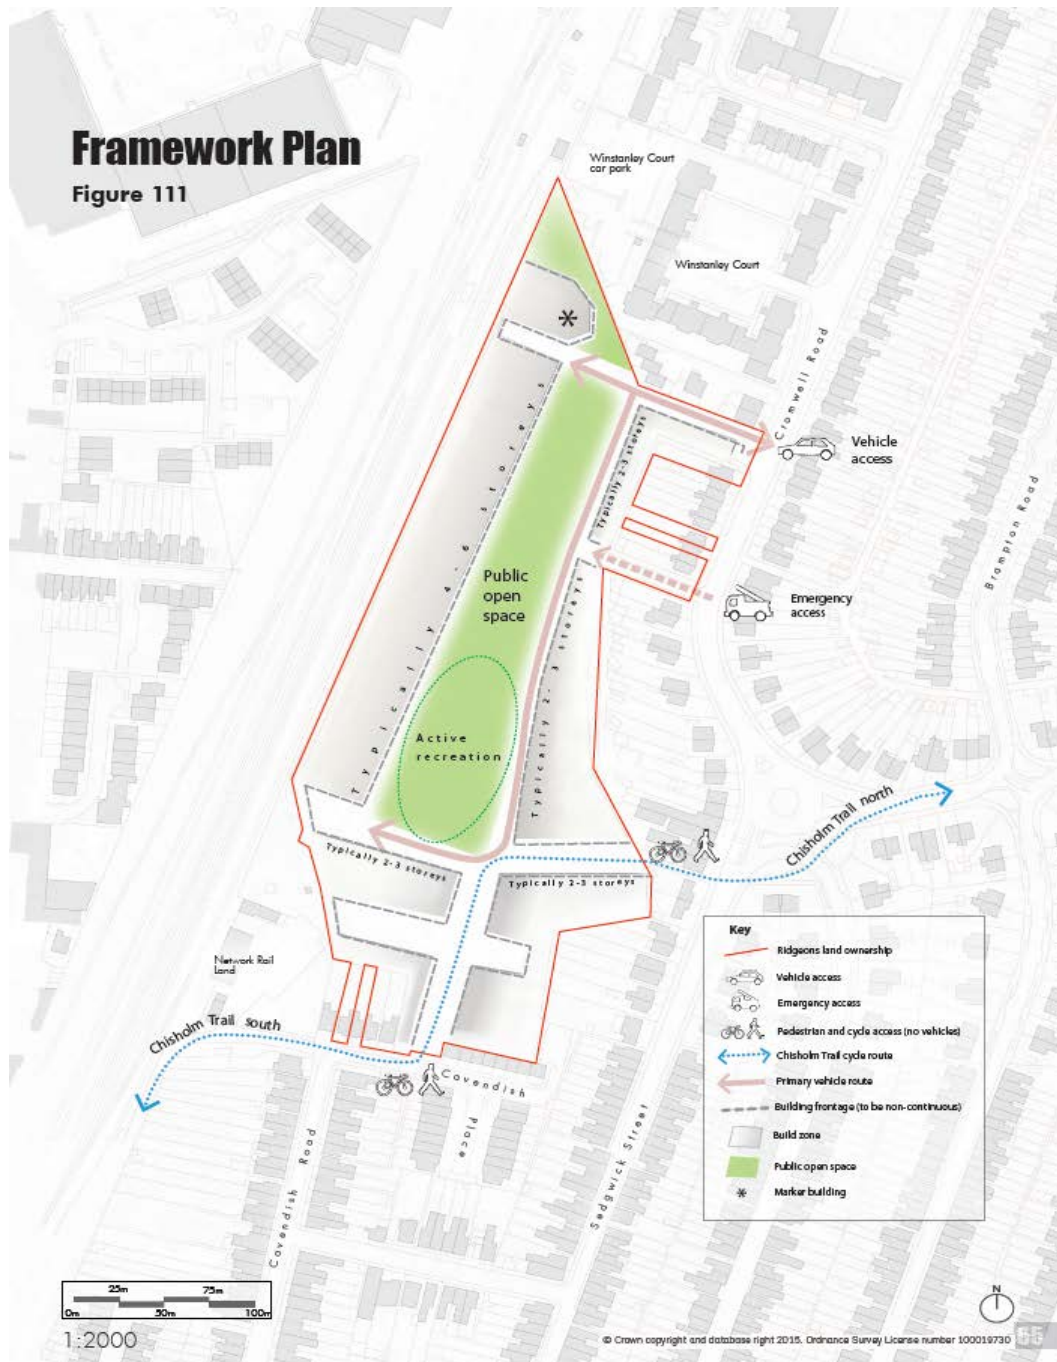 Framework Plan
Figure 111
Winstanley Court
car park
Winstanley Court
Cromwell Road
Vehicle
access
Brampton Road
Typically 4-6 storeys
Typically 2-3 storeys
Public
open
space
Emergency
access
Typically 2-3 storeys
Active
recreation
Chisholm Trail north
Typically 2-3 storeys
Typically 2-3 storeys
Network Rail
Land
Chisholm Trail south
Cavendish
Place
Cavendish Road
Sedgwick Street
Key
Ridgeons land ownership
Vehicle access
Emergency access
Pedestrian and cycle access (no vehicles)
Chisholm Trail cycle route
Primary vehicle route
Building frontage (to be non-continuous)
Build zone
Public open space
Marker building
25m 75m
0m 50m 100m
1:2000
N
© Crown copyright and database right 2015. Ordnance Survey License number 100019730
65